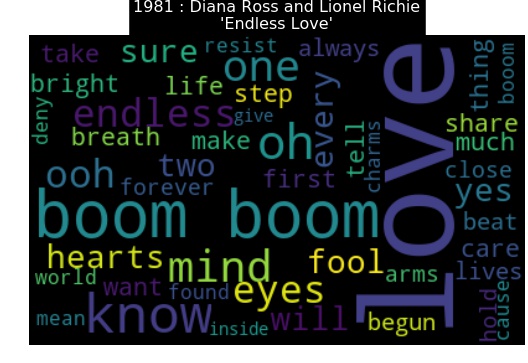 1981 : Diana Ross and Lionel Richie
'Endless Love'
take sure resist always
one thing booom
bright life step every
deny endless give share
breath make oh tell charms much
ooh two first close
forever yes
boom boom love beat
hearts mind fool care
world want found eyes arms lives
mean know inside will begun hold cause